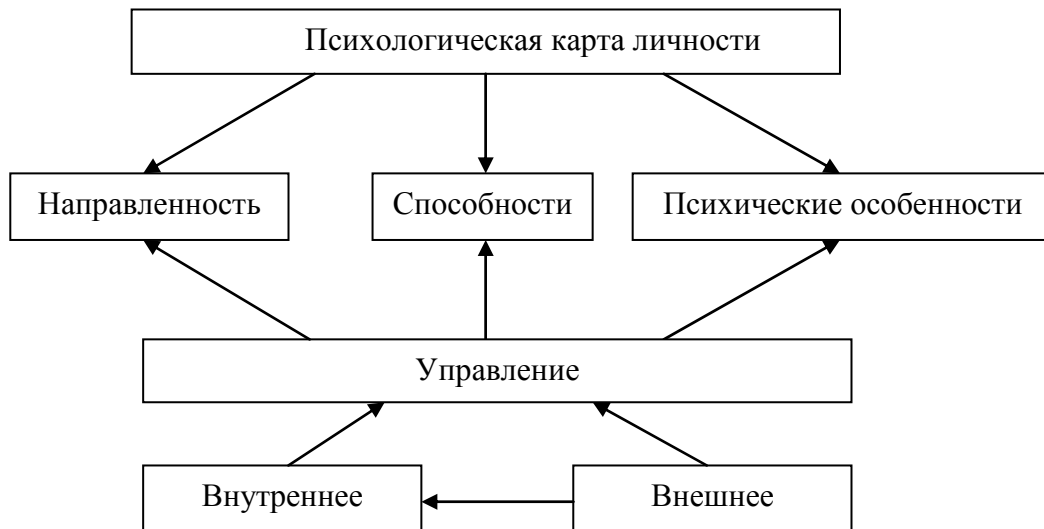 Психологическая карта личности
Направленность
Способности
Психические особенности
Управление
Внутреннее
Внешнее